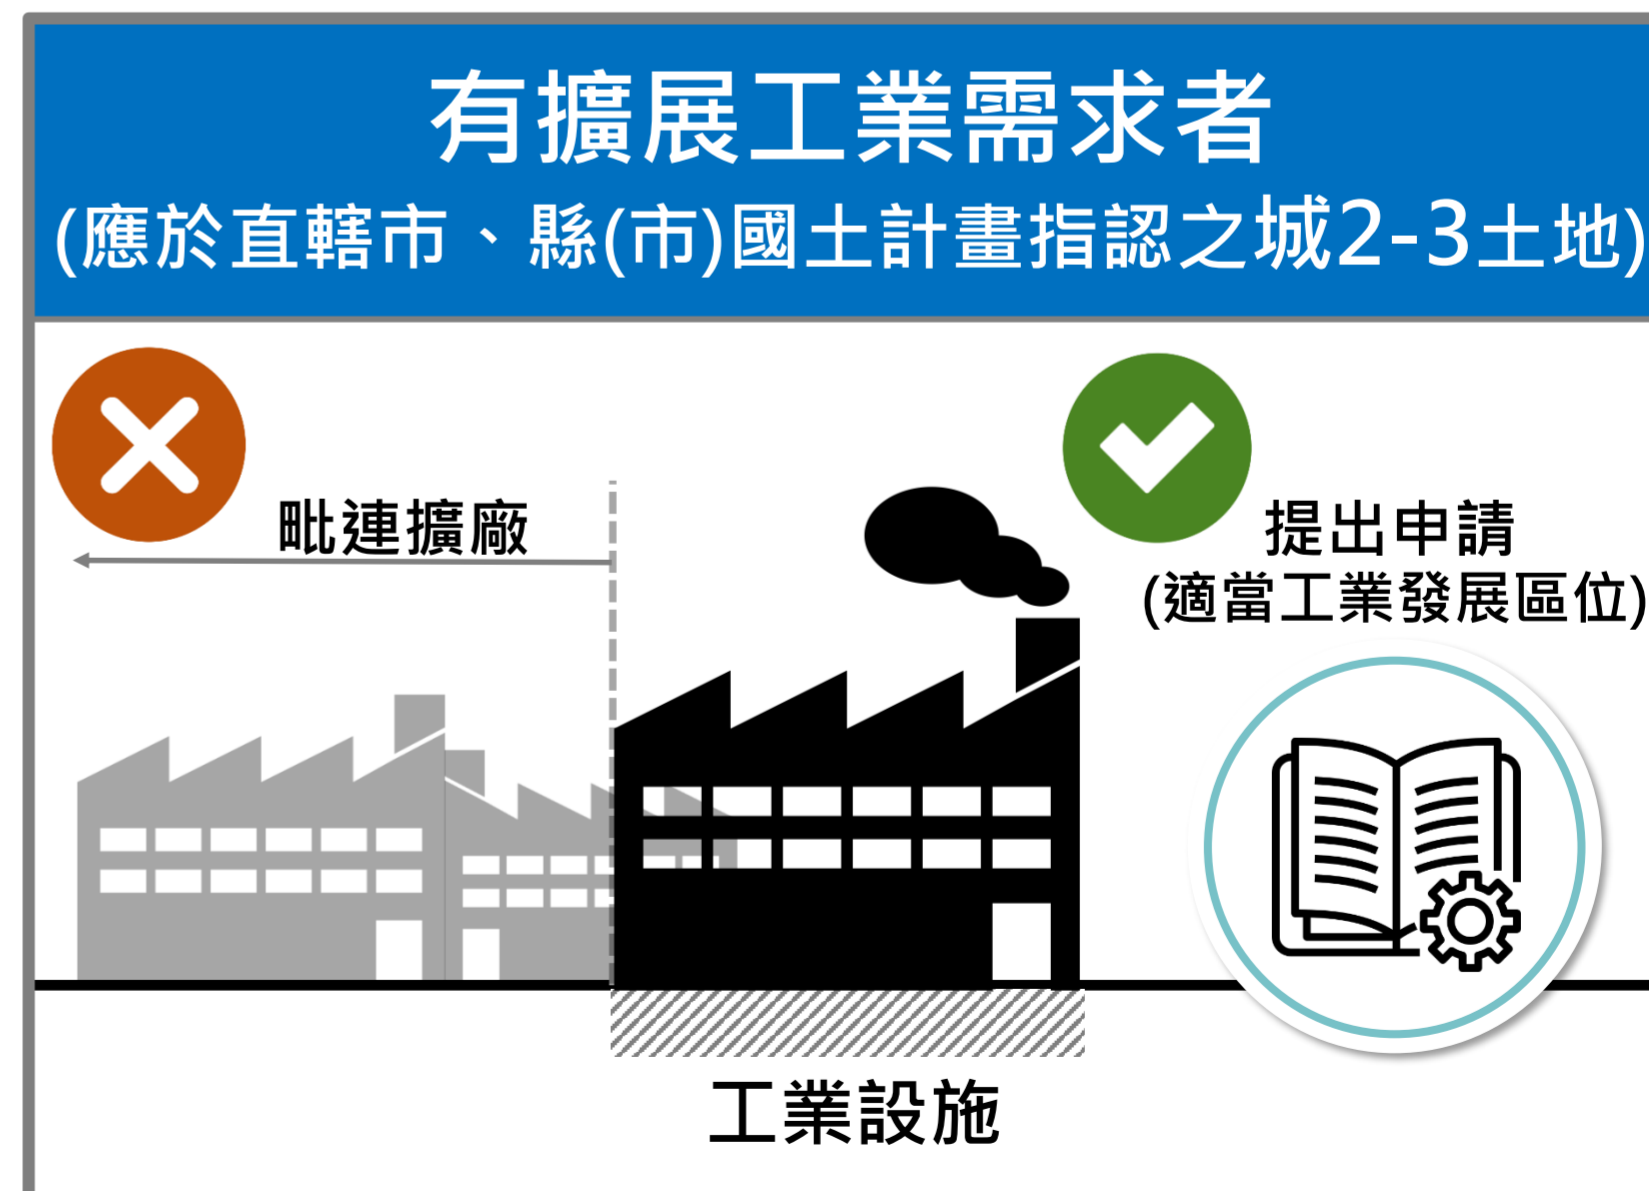 有擴展工業需求者
(應於直轄市、縣(市)國土計畫指認之城2-3土地)
毗連擴廠
提出申請
(適當工業發展區位)
工業設施